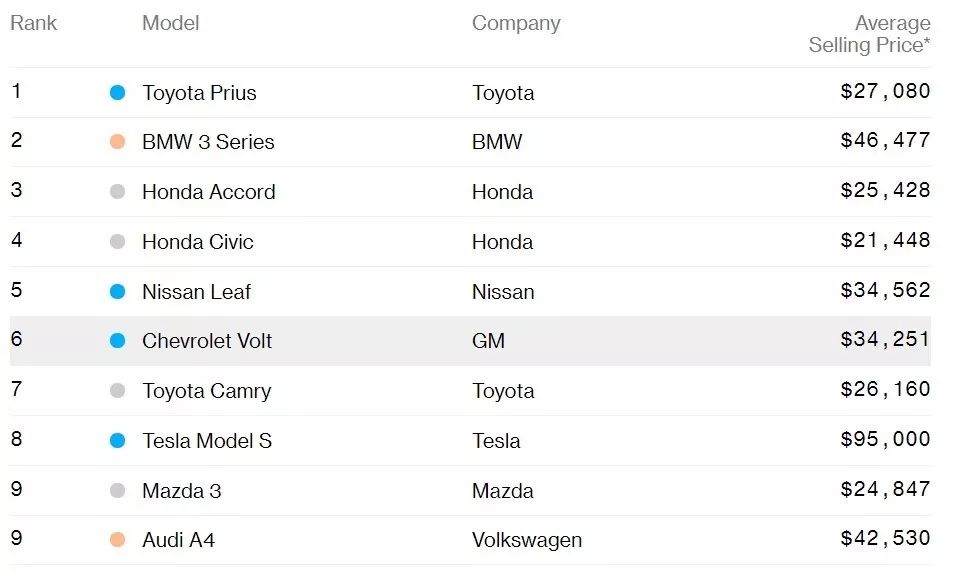 Rank Model Company Average
Selling Price*
1 Toyota Prius Toyota $27,080
2 BMW 3 Series BMW $46,477
3 Honda Accord Honda $25,428
4 Honda Civic Honda $21,448
5 Nissan Leaf Nissan $34,562
6 Chevrolet Volt GM $34,251
7 Toyota Camry Toyota $26,160
8 Tesla Model S Tesla $95,000
9 Mazda 3 Mazda $24,847
9 Audi A4 Volkswagen $42,530